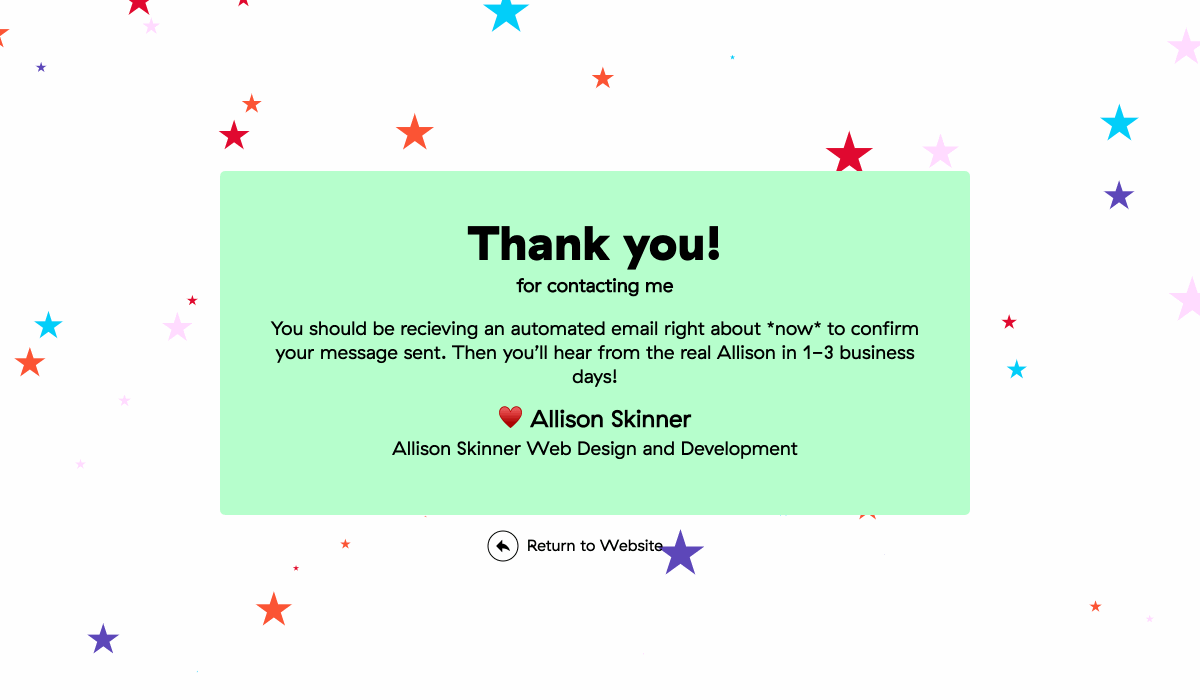 Thank you!
for contacting me
You should be recieving an automated email right about *now* to confirm
your message sent. Then you’ll hear from the real Allison in 1–3 business
days!
Allison Skinner
Allison Skinner Web Design and Development
Return to Website